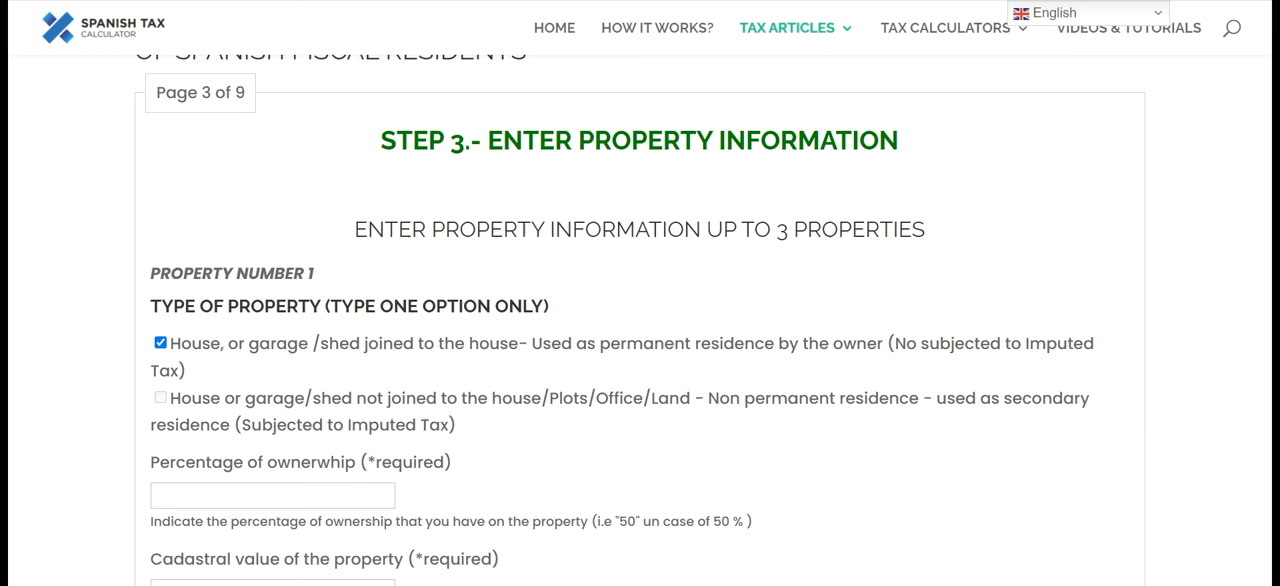 SPANISH TAX
CALCULATOR
HOME HOW IT WORKS? TAX ARTICLES TAX CALCULATORS VIDEOS & TUTORIALS
English
OF SPANISH FISCAL RESIDENTS
Page 3 of 9
STEP 3.- ENTER PROPERTY INFORMATION
ENTER PROPERTY INFORMATION UP TO 3 PROPERTIES
PROPERTY NUMBER 1
TYPE OF PROPERTY (TYPE ONE OPTION ONLY)
House, or garage /shed joined to the house- Used as permanent residence by the owner (No subjected to Imputed
Tax)
House or garage/shed not joined to the house/Plots/Office/Land - Non permanent residence - used as secondary
residence (Subjected to Imputed Tax)
Percentage of ownerwhip (*required)
Indicate the percentage of ownership that you have on the property (i.e "50" un case of 50 % )
Cadastral value of the property (*required)